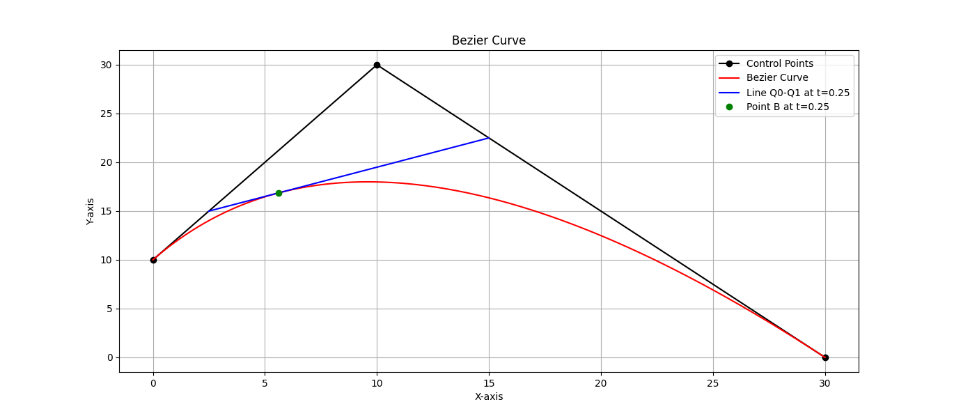 Bezier Curve
Control Points
Bezier Curve
Line Q0-Q1 at t=0.25
Point B at t=0.25
30
25
20
15
10
5
0
Y-axis
0 5 10 15 20 25 30
X-axis